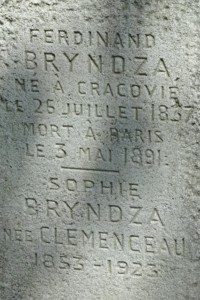 FERDINAND
BRYNDZA
NÉ À CRACOVIE
LE 26 JUILLET 1837
MORT À PARIS
LE 3 MAI 1891
SOPHIE
BRYNDZA
NÉE CLEMENCEAU
1853-1923